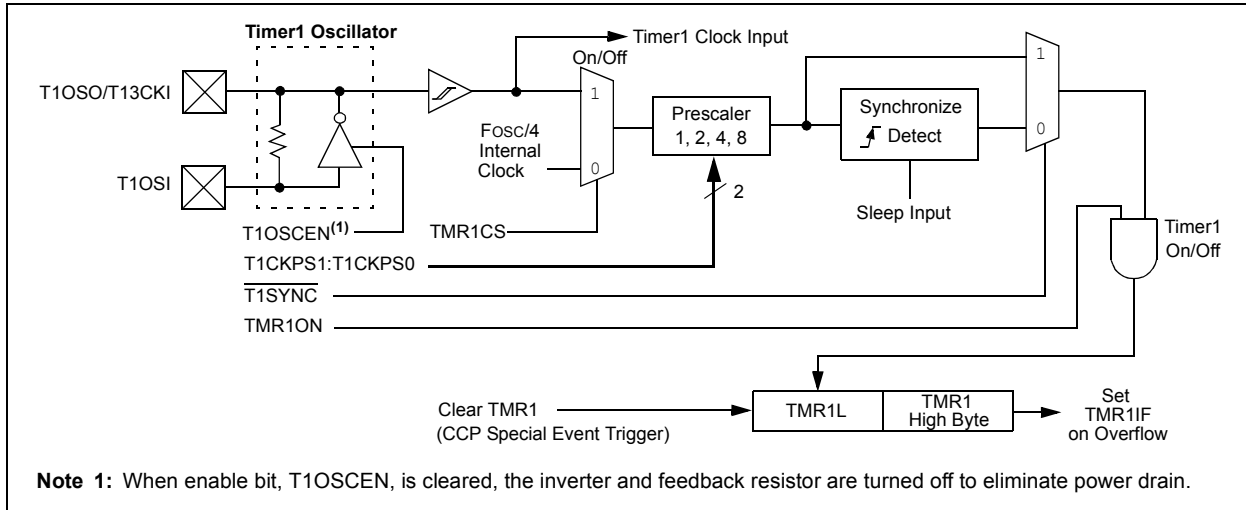 Timer1 Oscillator
Timer1 Clock Input
On/Off
T1OSO/T13CKI
1
FOSC/4
Internal
Clock
0
Prescaler
1, 2, 4, 8
2
Synchronize
Detect
1
0
T1OSI
Sleep Input
T1OSCEN(1)
TMR1CS
Timer1
On/Off
T1CKPS1:T1CKPS0
T1SYNC
TMR1ON
Clear TMR1
(CCP Special Event Trigger)
TMR1L
TMR1
High Byte
Set
TMR1IF
on Overflow
Note 1: When enable bit, T1OSCEN, is cleared, the inverter and feedback resistor are turned off to eliminate power drain.